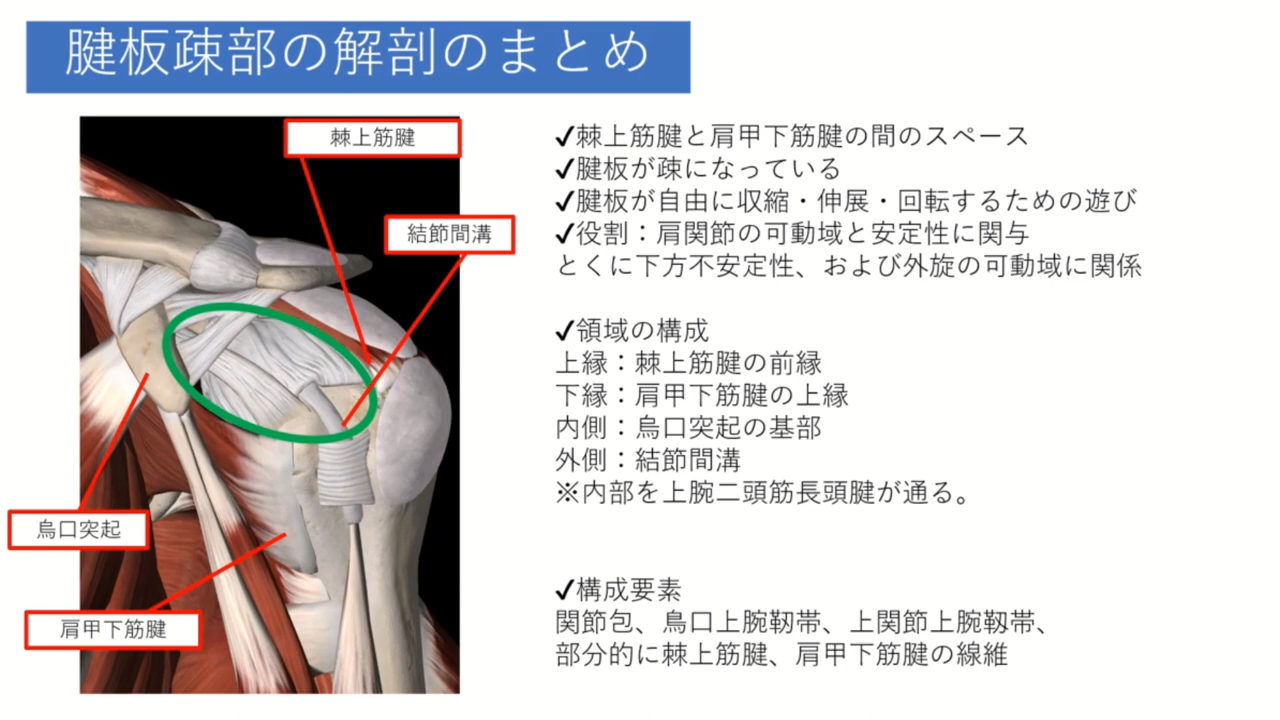 腱板疎部の解剖のまとめ
棘上筋腱
結節間溝
烏口突起
肩甲下筋腱
✓棘上筋腱と肩甲下筋腱の間のスペース
✓腱板が疎になっている
✓腱板が自由に収縮・伸展・回転するための遊び
✓役割：肩関節の可動域と安定性に関与
とくに下方不安定性、および外旋の可動域に関係
✓領域の構成
上縁：棘上筋腱の前縁
下縁：肩甲下筋腱の上縁
内側：烏口突起の基部
外側：結節間溝
※内部を上腕二頭筋長頭腱が通る。
✓構成要素
関節包、烏口上腕靭帯、上関節上腕靱帯、
部分的に棘上筋腱、肩甲下筋腱の線維